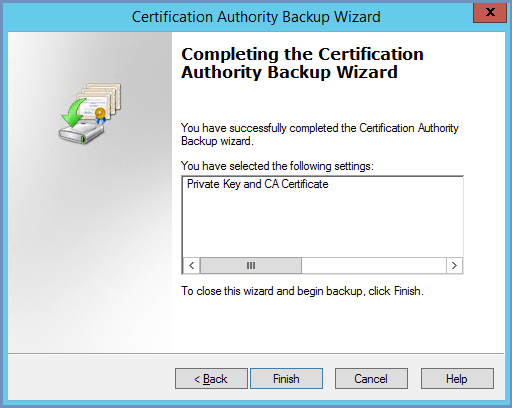 Certification Authority Backup Wizard
x
Completing the Certification
Authority Backup Wizard
You have successfully completed the Certification Authority
Backup wizard.
You have selected the following settings:
Private Key and CA Certificate
To close this wizard and begin backup, click Finish.
< Back
Finish
Cancel
Help